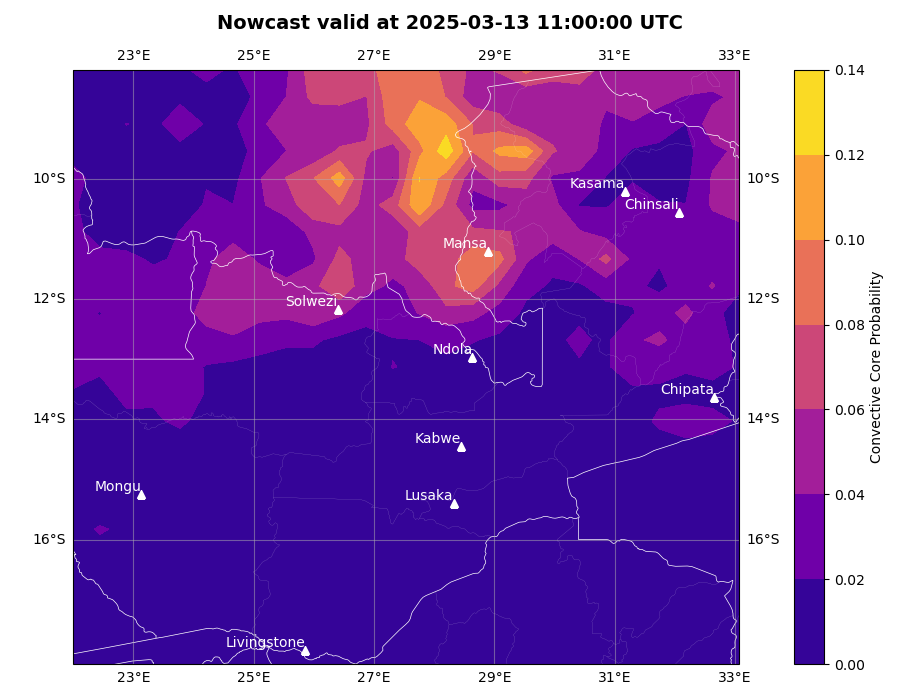 Nowcast valid at 2025-03-13 11:00:00 UTC
23°E 25°E 27°E 29°E 31°E 33°E
0.14
0.12
10°S 10°S
Kasama
Chinsali
0.10
Mansa
12°S 12°S
Solwezi
0.08
Ndola
Chipata
0.06
14°S 14°S
Kabwe
Mongu
Lusaka
0.04
16°S 16°S
0.02
Livingstone
0.00
23°E 25°E 27°E 29°E 31°E 33°E
Convective Core Probability